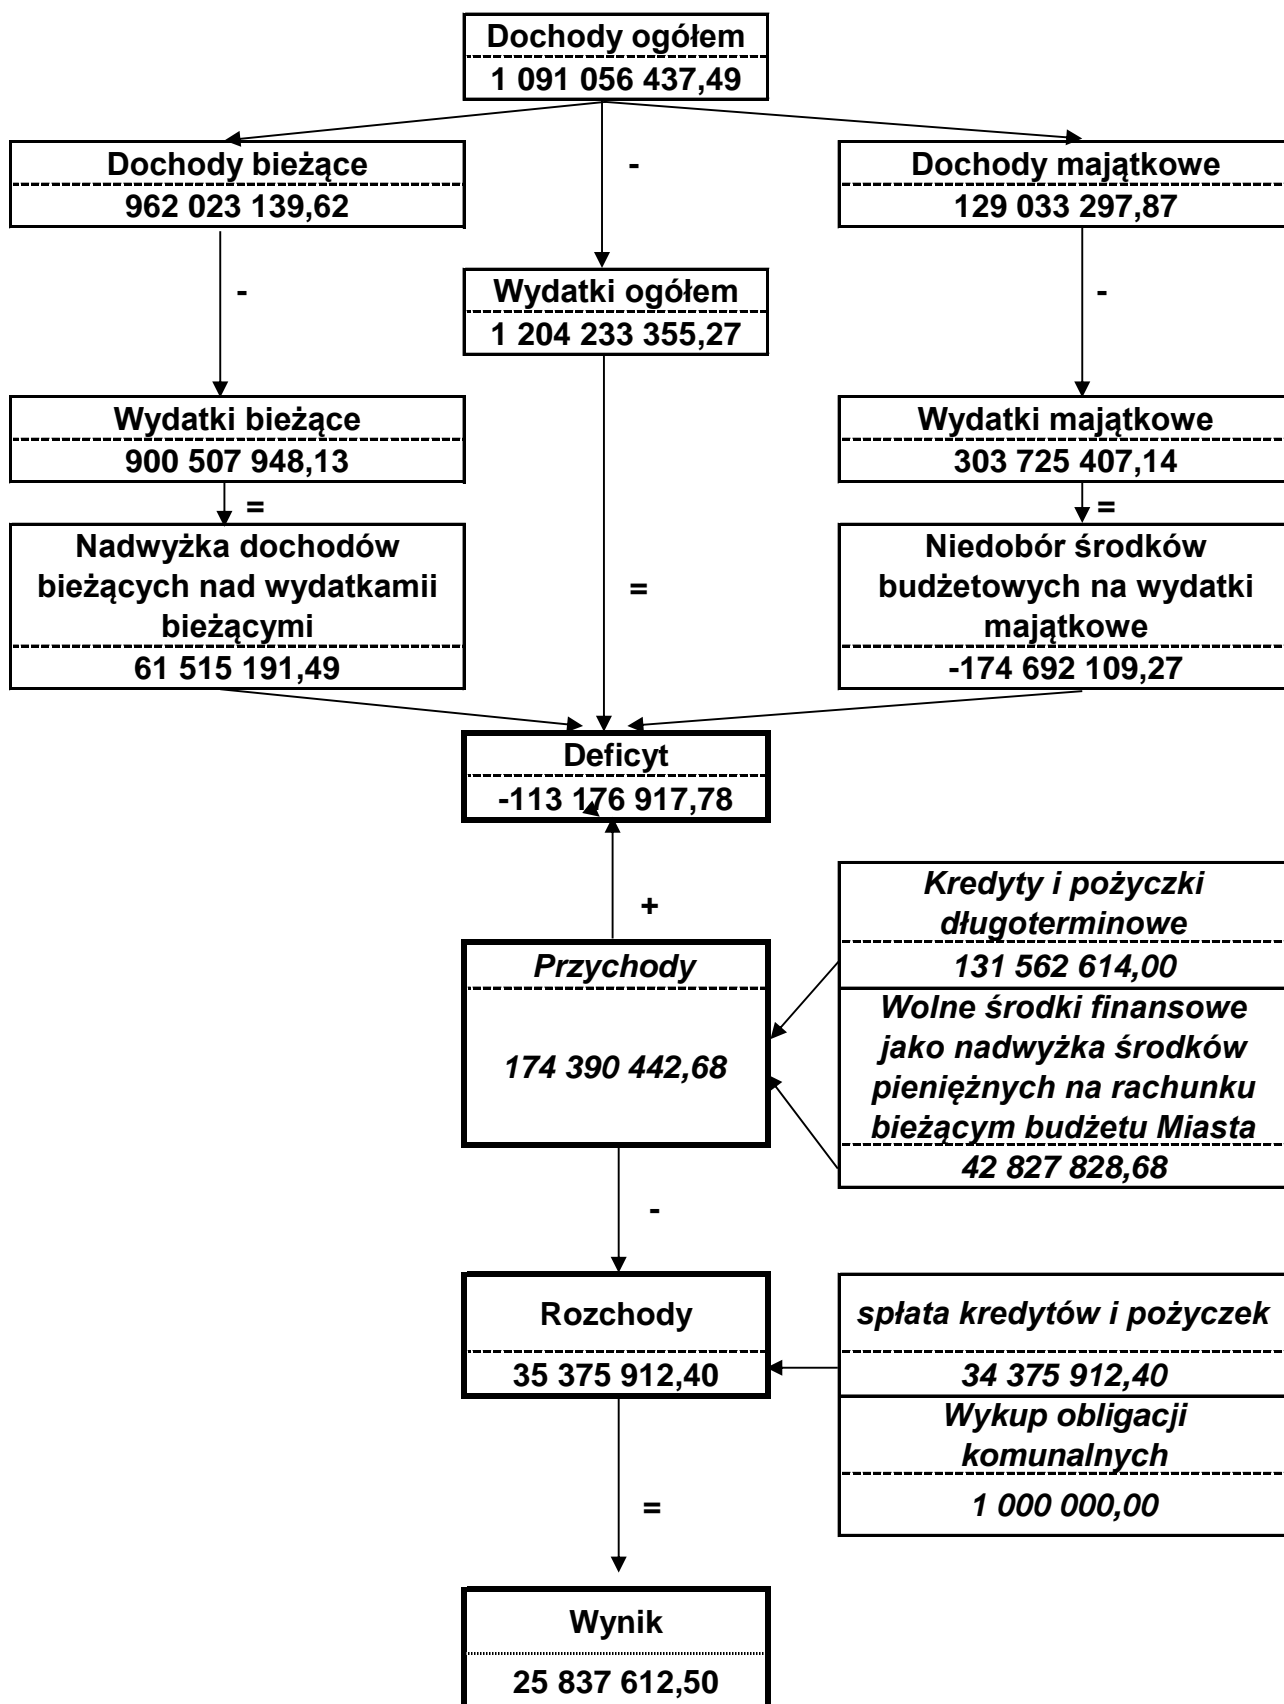 Dochody ogółem
1 091 056 437,49
Dochody bieżące
962 023 139,62
-
Dochody majątkowe
129 033 297,87
-
Wydatki ogółem
1 204 233 355,27
-
Wydatki bieżące
900 507 948,13
=
Wydatki majątkowe
303 725 407,14
=
Nadwyżka dochodów
bieżących nad wydatkamii
bieżącymi
61 515 191,49
=
Niedobór środków
budżetowych na wydatki
majątkowe
-174 692 109,27
Deficyt
-113 176 917,78
+
Kredyty i pożyczki
długoterminowe
131 562 614,00
Przychody
174 390 442,68
Wolne środki finansowe
jako nadwyżka środków
pieniężnych na rachunku
bieżącym budżetu Miasta
42 827 828,68
-
Rozchody
35 375 912,40
spłata kredytów i pożyczek
34 375 912,40
Wykup obligacji
komunalnych
1 000 000,00
=
Wynik
25 837 612,50